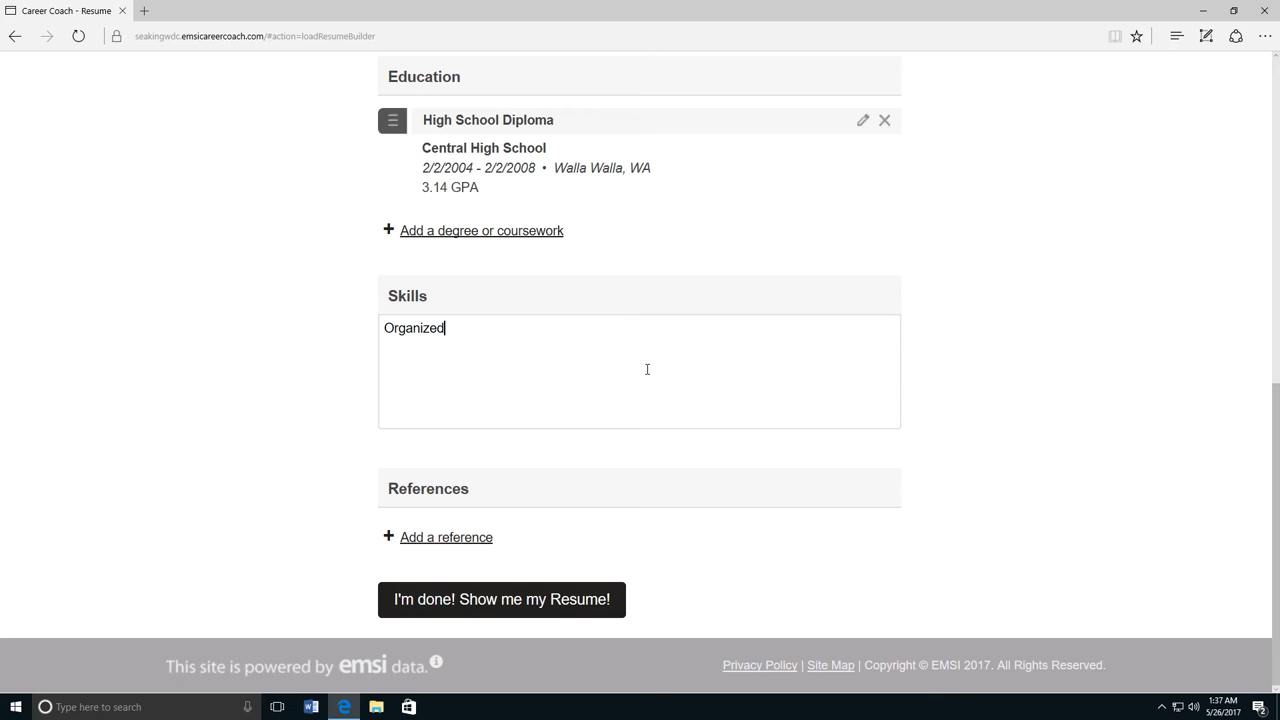 Career Coach - Resume
seakingwdc.emsicareercoach.com/#action=loadResumeBuilder
Education
High School Diploma
Central High School
2/2/2004 - 2/2/2008 • Walla Walla, WA
3.14 GPA
+ Add a degree or coursework
Skills
Organized
References
+ Add a reference
I'm done! Show me my Resume!
This site is powered by emsi data.
Privacy Policy | Site Map | Copyright © EMSI 2017. All Rights Reserved.
Type here to search
1:37 AM
5/26/2017
2